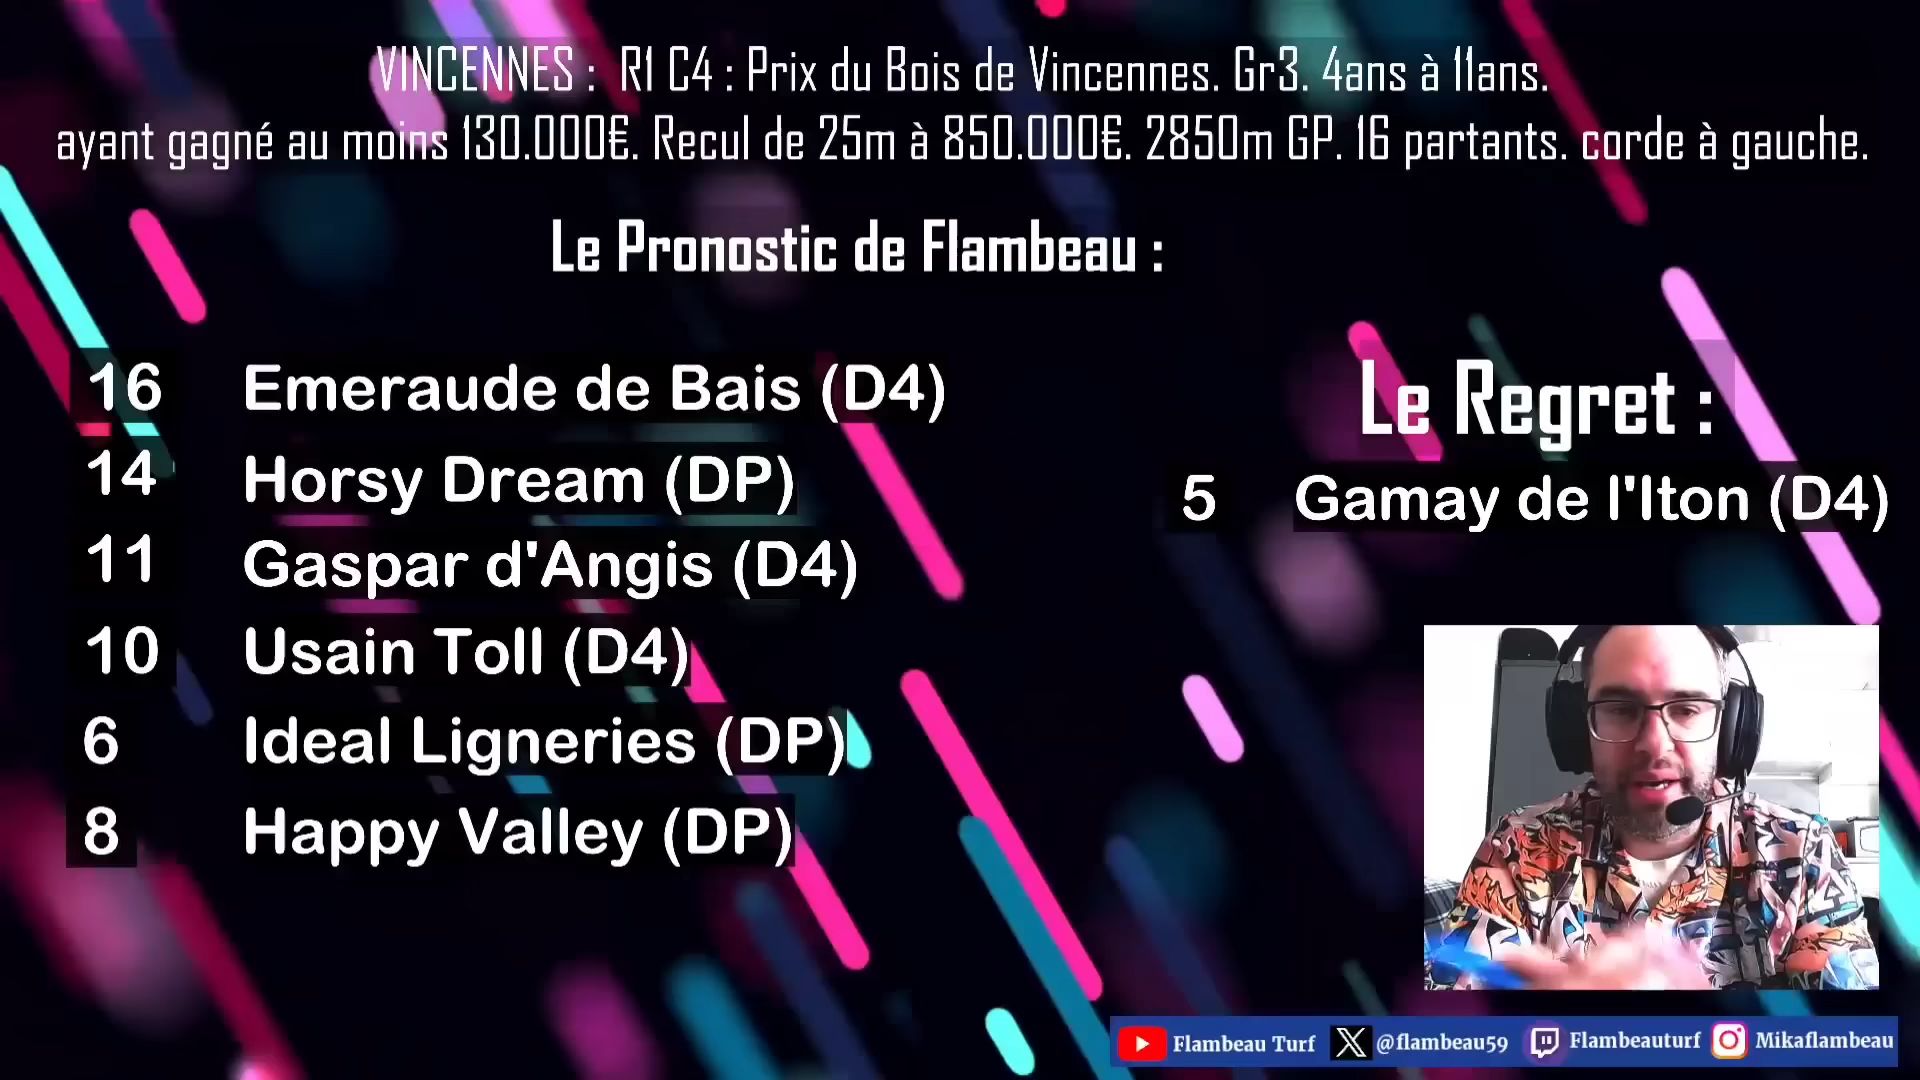 VINCENNES : R1 C4 : Prix du Bois de Vincennes. Gr3. 4ans à 11ans.
ayant gagné au moins 130.000€. Recul de 25m à 850.000€. 2850m GP. 16 partants. corde à gauche.
Le Pronostic de Flambeau :
16 Emeraude de Bais (D4)
14 Horsy Dream (DP)
11 Gaspar d'Angis (D4)
10 Usain Toll (D4)
6 Ideal Ligneries (DP)
8 Happy Valley (DP)
Le Regret :
5 Gamay de l'Iton (D4)
Flambeau Turf @flambeau59 Flambeauturf Mikaflambeau